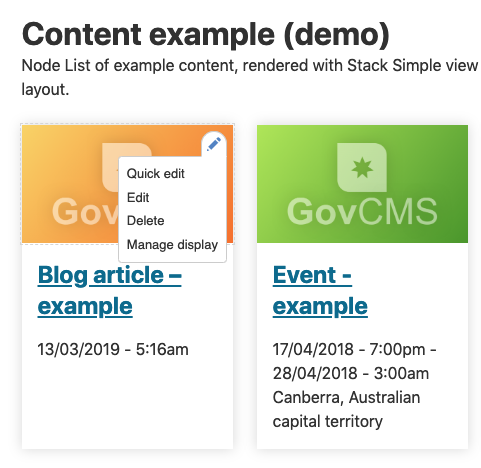 Content example (demo)
Node List of example content, rendered with Stack Simple view
layout.
Gov
Quick edit
Edit
Delete
Manage display
Blog article –
example
13/03/2019 - 5:16am
GovCMS
Event -
example
17/04/2018 - 7:00pm -
28/04/2018 - 3:00am
Canberra, Australian
capital territory